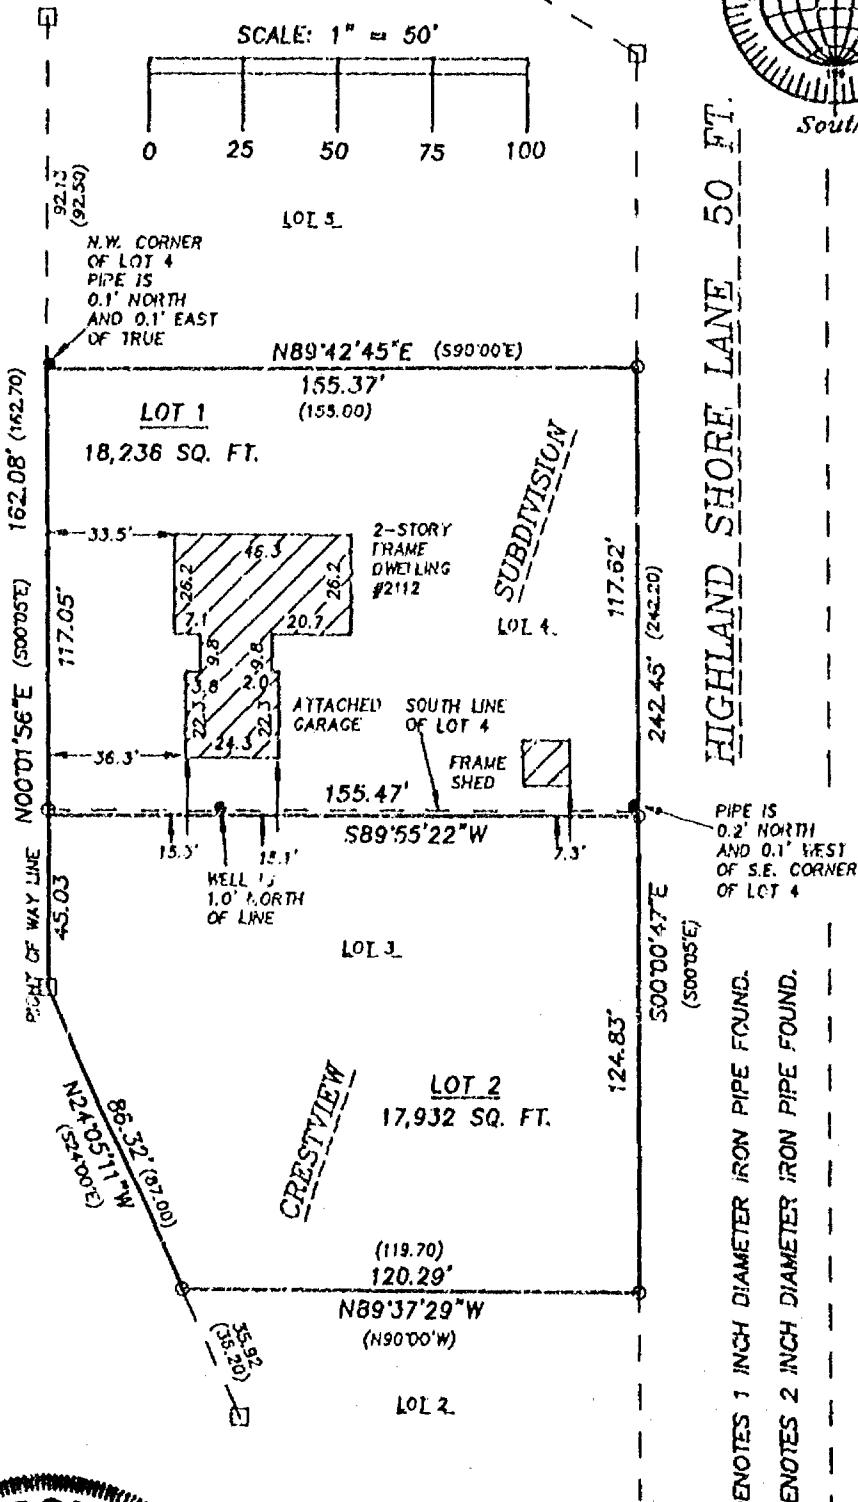 SCALE: 1" = 50'
0 25 50 75 100
South
HIGHLAND SHORE LANE 50 FT.
92.13
(92.50)
LOT 5
N.W. CORNER
OF LOT 4
PIPE IS
0.1' NORTH
AND 0.1' EAST
OF TRUE
N89°42'45"E (S90°00'E)
155.37'
(155.00)
LOT 1
18,236 SQ. FT.
162.08' (162.70)
N00°01'56"E (S00°05'E)
117.05'
33.5'
46.3
26.2
26.2
7.1
20.7
9.8
9.8
3.8
2.0
22.3
22.3
24.3
36.3'
2-STORY
FRAME
DWELLING
#2112
SUBDIVISION
LOT 4
117.62'
242.45' (242.20)
ATTACHED
GARAGE
SOUTH LINE
OF LOT 4
FRAME
SHED
155.47'
S89°55'22"W
15.1'
7.3'
1.0' NORTH
OF LINE
PIPE IS
0.2' NORTH
AND 0.1' WEST
OF S.E. CORNER
OF LOT 4
RIGHT OF WAY LINE
45.03
LOT 3
S00°00'47"E
(S00°05'E)
124.83'
LOT 2
17,932 SQ. FT.
CRESTVIEW
86.32' (87.00)
N24°05'11"W
(S24°00'E)
(119.70)
120.29'
N89°37'29"W
(N90°00'W)
35.92
LOT 2
ENOTES 1 INCH DIAMETER IRON PIPE FOUND.
ENOTES 2 INCH DIAMETER IRON PIPE FOUND.